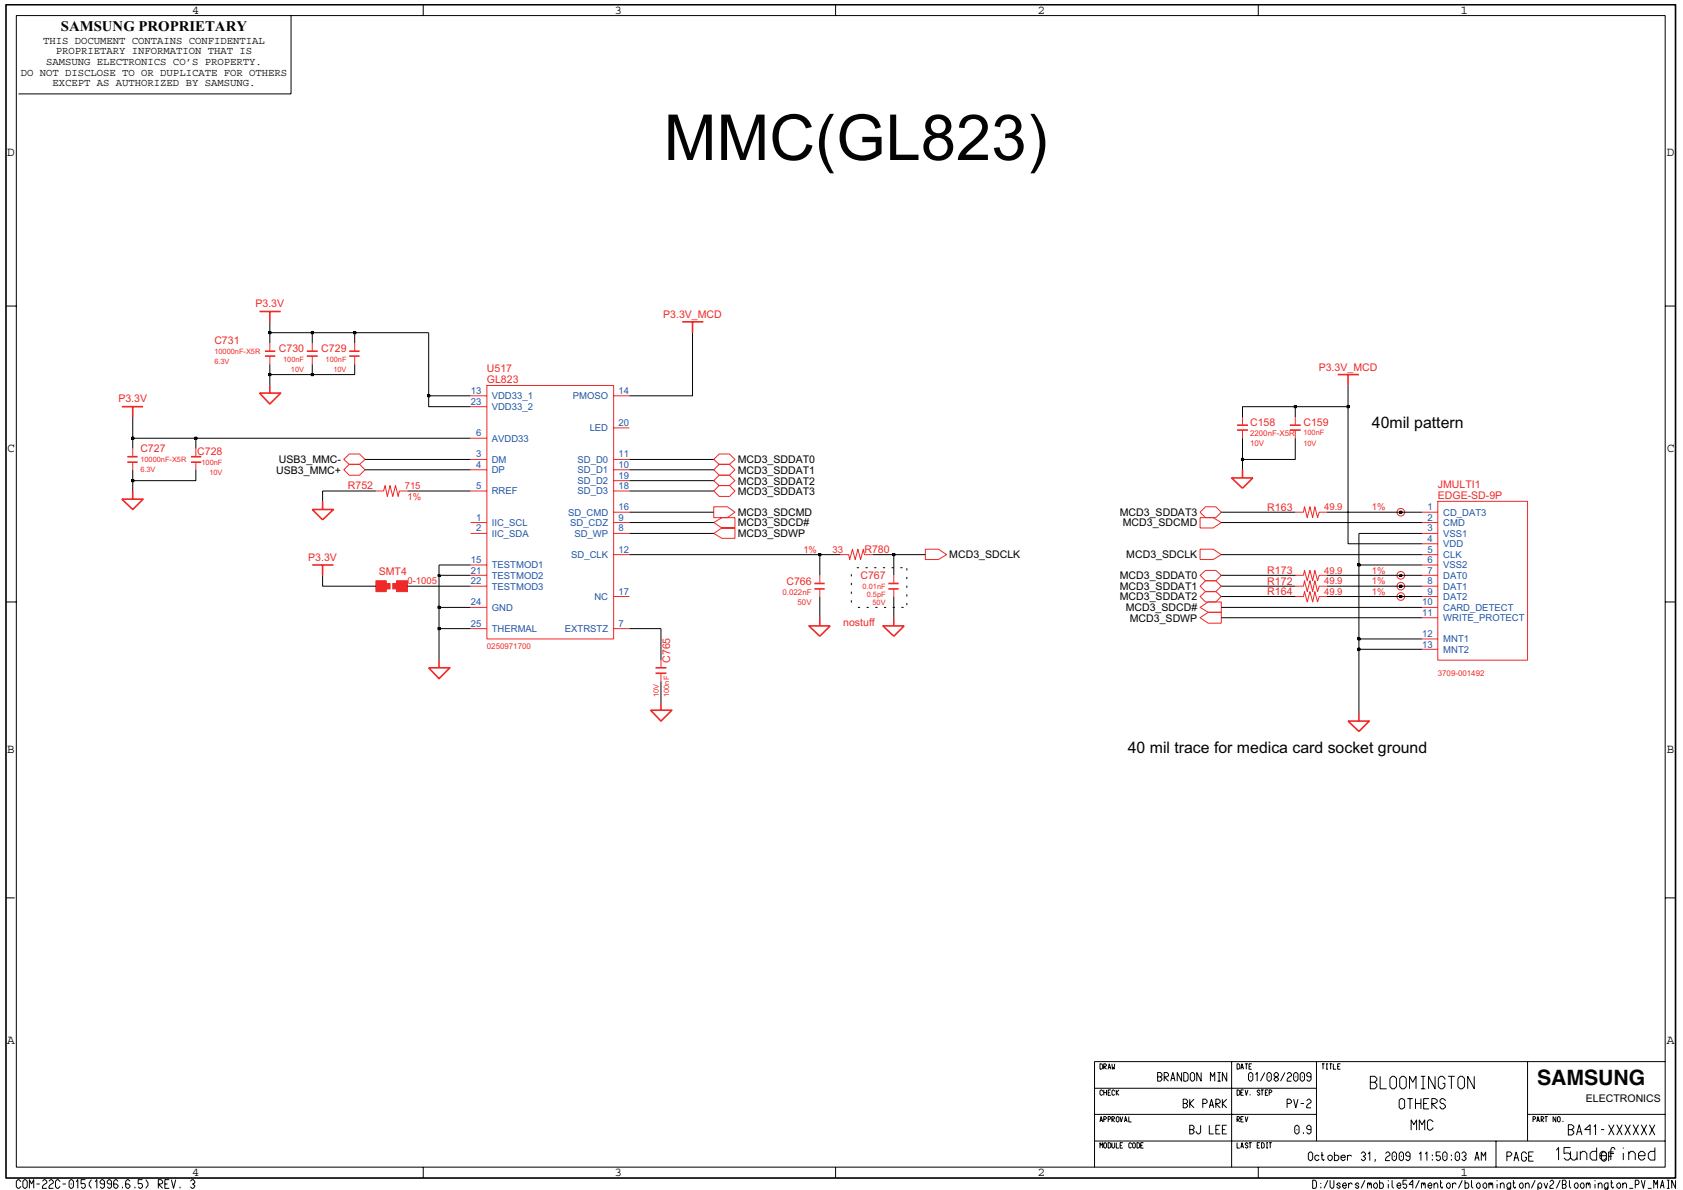 4 3 2 1
SAMSUNG PROPRIETARY
THIS DOCUMENT CONTAINS CONFIDENTIAL
PROPRIETARY INFORMATION THAT IS
SAMSUNG ELECTRONICS CO'S PROPERTY.
DO NOT DISCLOSE TO OR DUPLICATE FOR OTHERS
EXCEPT AS AUTHORIZED BY SAMSUNG.
MMC(GL823)
D D
P3.3V
C731
10000nF-X5R
6.3V
C730
100nF
10V
C729
100nF
10V
P3.3V
C727
10000nF-X5R
6.3V
C728
100nF
10V
USB3_MMC-
USB3_MMC+
R752 715
1%
P3.3V
SMT4
0-1005
U517
GL823
13 VDD33_1
23 VDD33_2
6 AVDD33
3 DM
4 DP
5 RREF
1 IIC_SCL
2 IIC_SDA
15 TESTMOD1
21 TESTMOD2
22 TESTMOD3
24 GND
25 THERMAL
0250971700
PMOSO 14
LED 20
SD_D0 11
SD_D1 10
SD_D2 19
SD_D3 18
SD_CMD 16
SD_CDZ 9
SD_WP 8
SD_CLK 12
NC 17
EXTRSTZ 7
P3.3V_MCD
MCD3_SDDAT0
MCD3_SDDAT1
MCD3_SDDAT2
MCD3_SDDAT3
MCD3_SDCMD
MCD3_SDCD#
MCD3_SDWP
1% 33 R780
MCD3_SDCLK
C766
0.022nF
50V
C767
0.01nF
0.5pF
50V
nostuff
C765
100nF
10V
P3.3V_MCD
C158
2200nF-X5R
10V
C159
100nF
10V
40mil pattern
JMULTI1
EDGE-SD-9P
MCD3_SDDAT3 R163 49.9 1% 1 CD_DAT3
MCD3_SDCMD 2 CMD
3 VSS1
4 VDD
MCD3_SDCLK 5 CLK
6 VSS2
MCD3_SDDAT0 R173 49.9 1% 7 DAT0
MCD3_SDDAT1 R172 49.9 1% 8 DAT1
MCD3_SDDAT2 R164 49.9 1% 9 DAT2
MCD3_SDCD# 10 CARD_DETECT
MCD3_SDWP 11 WRITE_PROTECT
12 MNT1
13 MNT2
3709-001492
40 mil trace for medica card socket ground
C C
B B
A A
DRAW
BRANDON MIN
DATE
01/08/2009
TITLE
BLOOMINGTON
OTHERS
MMC
SAMSUNG
ELECTRONICS
CHECK
BK PARK
DEV. STEP
PV-2
APPROVAL
BJ LEE
REV
0.9
PART NO.
BA41-XXXXXX
MODULE CODE
LAST EDIT
October 31, 2009 11:50:03 AM
PAGE 15
4 3 2 1
COM-22C-015(1996.6.5) REV. 3
D:/Users/mobile54/mentor/bloomington/pv2/Bloomington_PV_MAIN